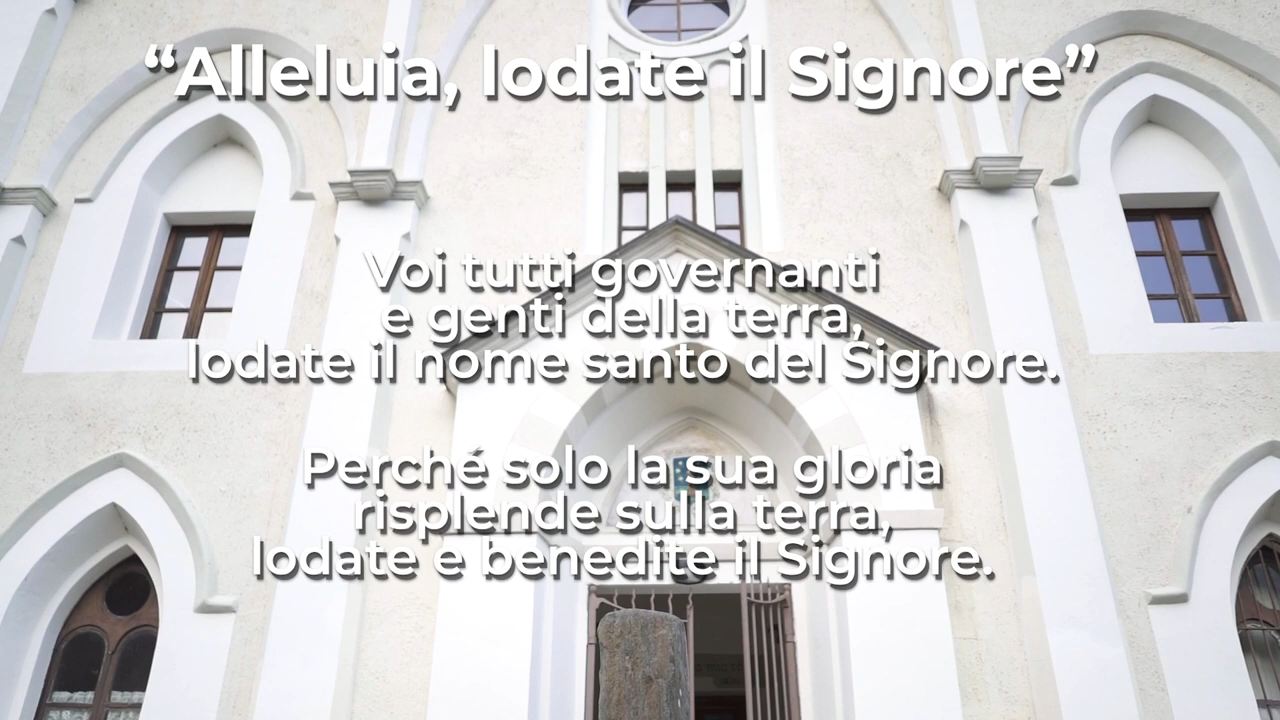 “Alleluia, lodate il Signore”
Voi tutti governanti
e genti della terra,
lodate il nome santo del Signore.
Perché solo la sua gloria
risplende sulla terra,
lodate e benedite il Signore.